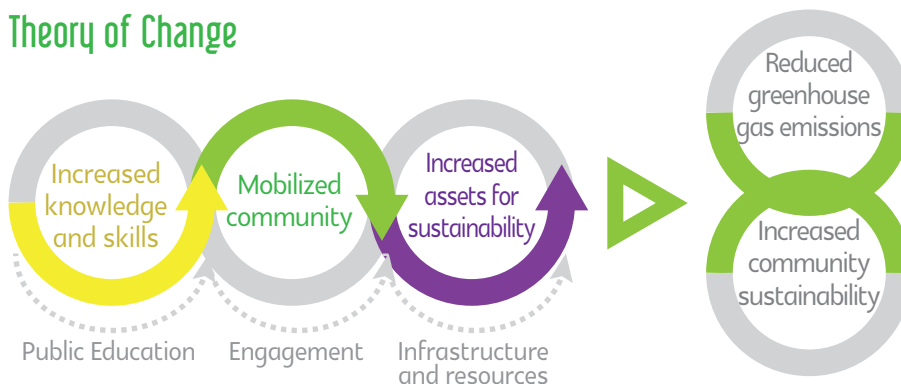 Theory of Change
Increased
knowledge
and skills
Mobilized
community
Increased
assets for
sustainability
Reduced
greenhouse
gas emissions
Increased
community
sustainability
Public Education
Engagement
Infrastructure
and resources